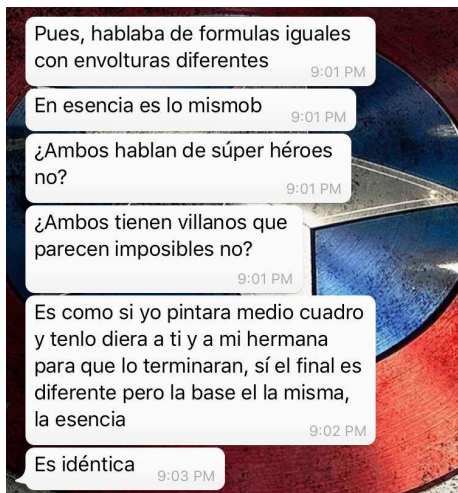 Pues, hablaba de formulas iguales
con envolturas diferentes
9:01 PM
En esencia es lo mismob
9:01 PM
¿Ambos hablan de súper héroes
no?
9:01 PM
¿Ambos tienen villanos que
parecen imposibles no?
9:01 PM
Es como si yo pintara medio cuadro
y tenlo diera a ti y a mi hermana
para que lo terminaran, sí el final es
diferente pero la base el la misma,
la esencia
9:02 PM
Es idéntica
9:03 PM